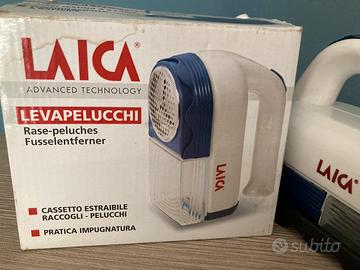 LAICA®
ADVANCED TECHNOLOGY
LEVAPELUCCHI
Rase-peluches
Fusselentferner
CASSETTO ESTRAIBILE
RACCOGLI - PELUCCHI
PRATICA IMPUGNATURA
LAICA
LAICA
subito